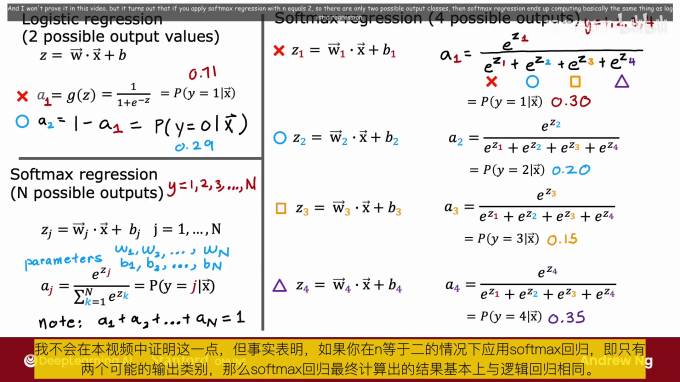 And I won't prove it in this video, but it turns out that if you apply softmax regression with n equals 2, so there are only two possible output classes, then softmax regression ends up computing basically the same thing as log
Logistic regression
(2 possible output values)
z = w⃗ · x⃗ + b
0.71
a₁ = g(z) = 1/(1+e^(−z)) = P(y = 1|x⃗)
a₂ = 1 − a₁ = P(y = 0|x⃗)
0.29
Softmax regression
(N possible outputs) y = 1, 2, 3, ..., N
z_j = w⃗_j · x⃗ + b_j j = 1, ..., N
parameters w₁, w₂, ..., w_N
b₁, b₂, ..., b_N
a_j = e^(z_j) / ∑_(k=1)^N e^(z_k) = P(y = j|x⃗)
note: a₁ + a₂ + ... + a_N = 1
Softmax regression (4 possible outputs) y = 1, 2, 3, 4
z₁ = w⃗₁ · x⃗ + b₁
a₁ = e^(z₁) / (e^(z₁) + e^(z₂) + e^(z₃) + e^(z₄))
= P(y = 1|x⃗) 0.30
z₂ = w⃗₂ · x⃗ + b₂
a₂ = e^(z₂) / (e^(z₁) + e^(z₂) + e^(z₃) + e^(z₄))
= P(y = 2|x⃗) 0.20
z₃ = w⃗₃ · x⃗ + b₃
a₃ = e^(z₃) / (e^(z₁) + e^(z₂) + e^(z₃) + e^(z₄))
= P(y = 3|x⃗) 0.15
z₄ = w⃗₄ · x⃗ + b₄
a₄ = e^(z₄) / (e^(z₁) + e^(z₂) + e^(z₃) + e^(z₄))
= P(y = 4|x⃗) 0.35
我不会在本视频中证明这一点，但事实表明，如果你在n等于二的情况下应用softmax回归，即只有
两个可能的输出类别，那么softmax回归最终计算出的结果基本上与逻辑回归相同。
Andrew Ng